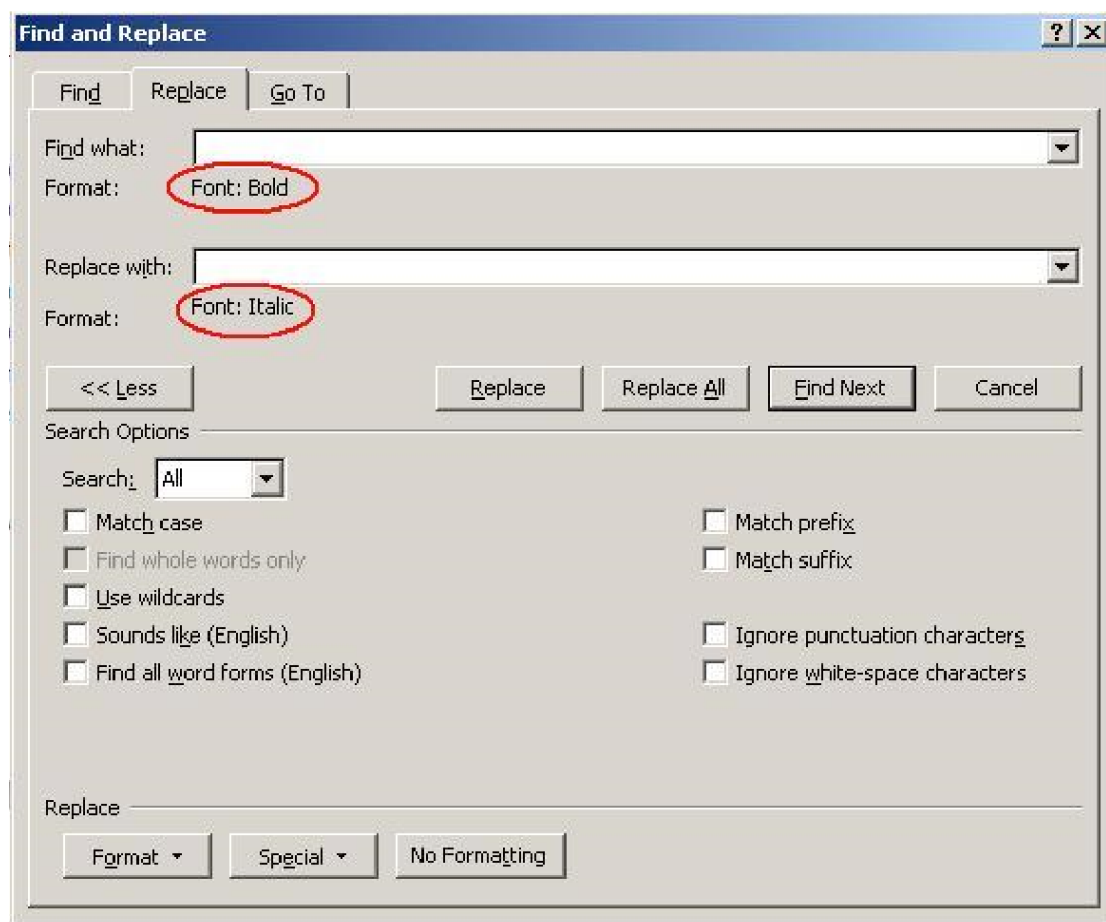 Find and Replace
Find Replace Go To
Find what:
Format: Font: Bold
Replace with:
Format: Font: Italic
<< Less Replace Replace All Find Next Cancel
Search Options
Search: All
Match case Match prefix
Find whole words only Match suffix
Use wildcards
Sounds like (English) Ignore punctuation characters
Find all word forms (English) Ignore white-space characters
Replace
Format Special No Formatting